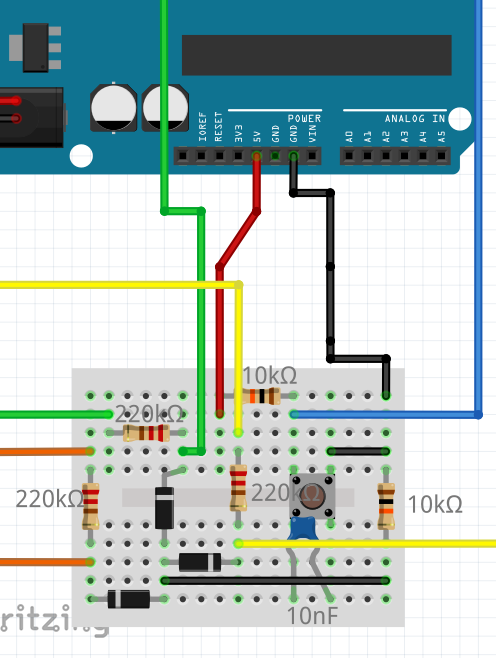 IOREF
RESET
3V3
5V
GND
GND
VIN
POWER
A0
A1
A2
A3
A4
A5
ANALOG IN
10kΩ
220kΩ
220kΩ
220kΩ
10kΩ
10nF
ritzing